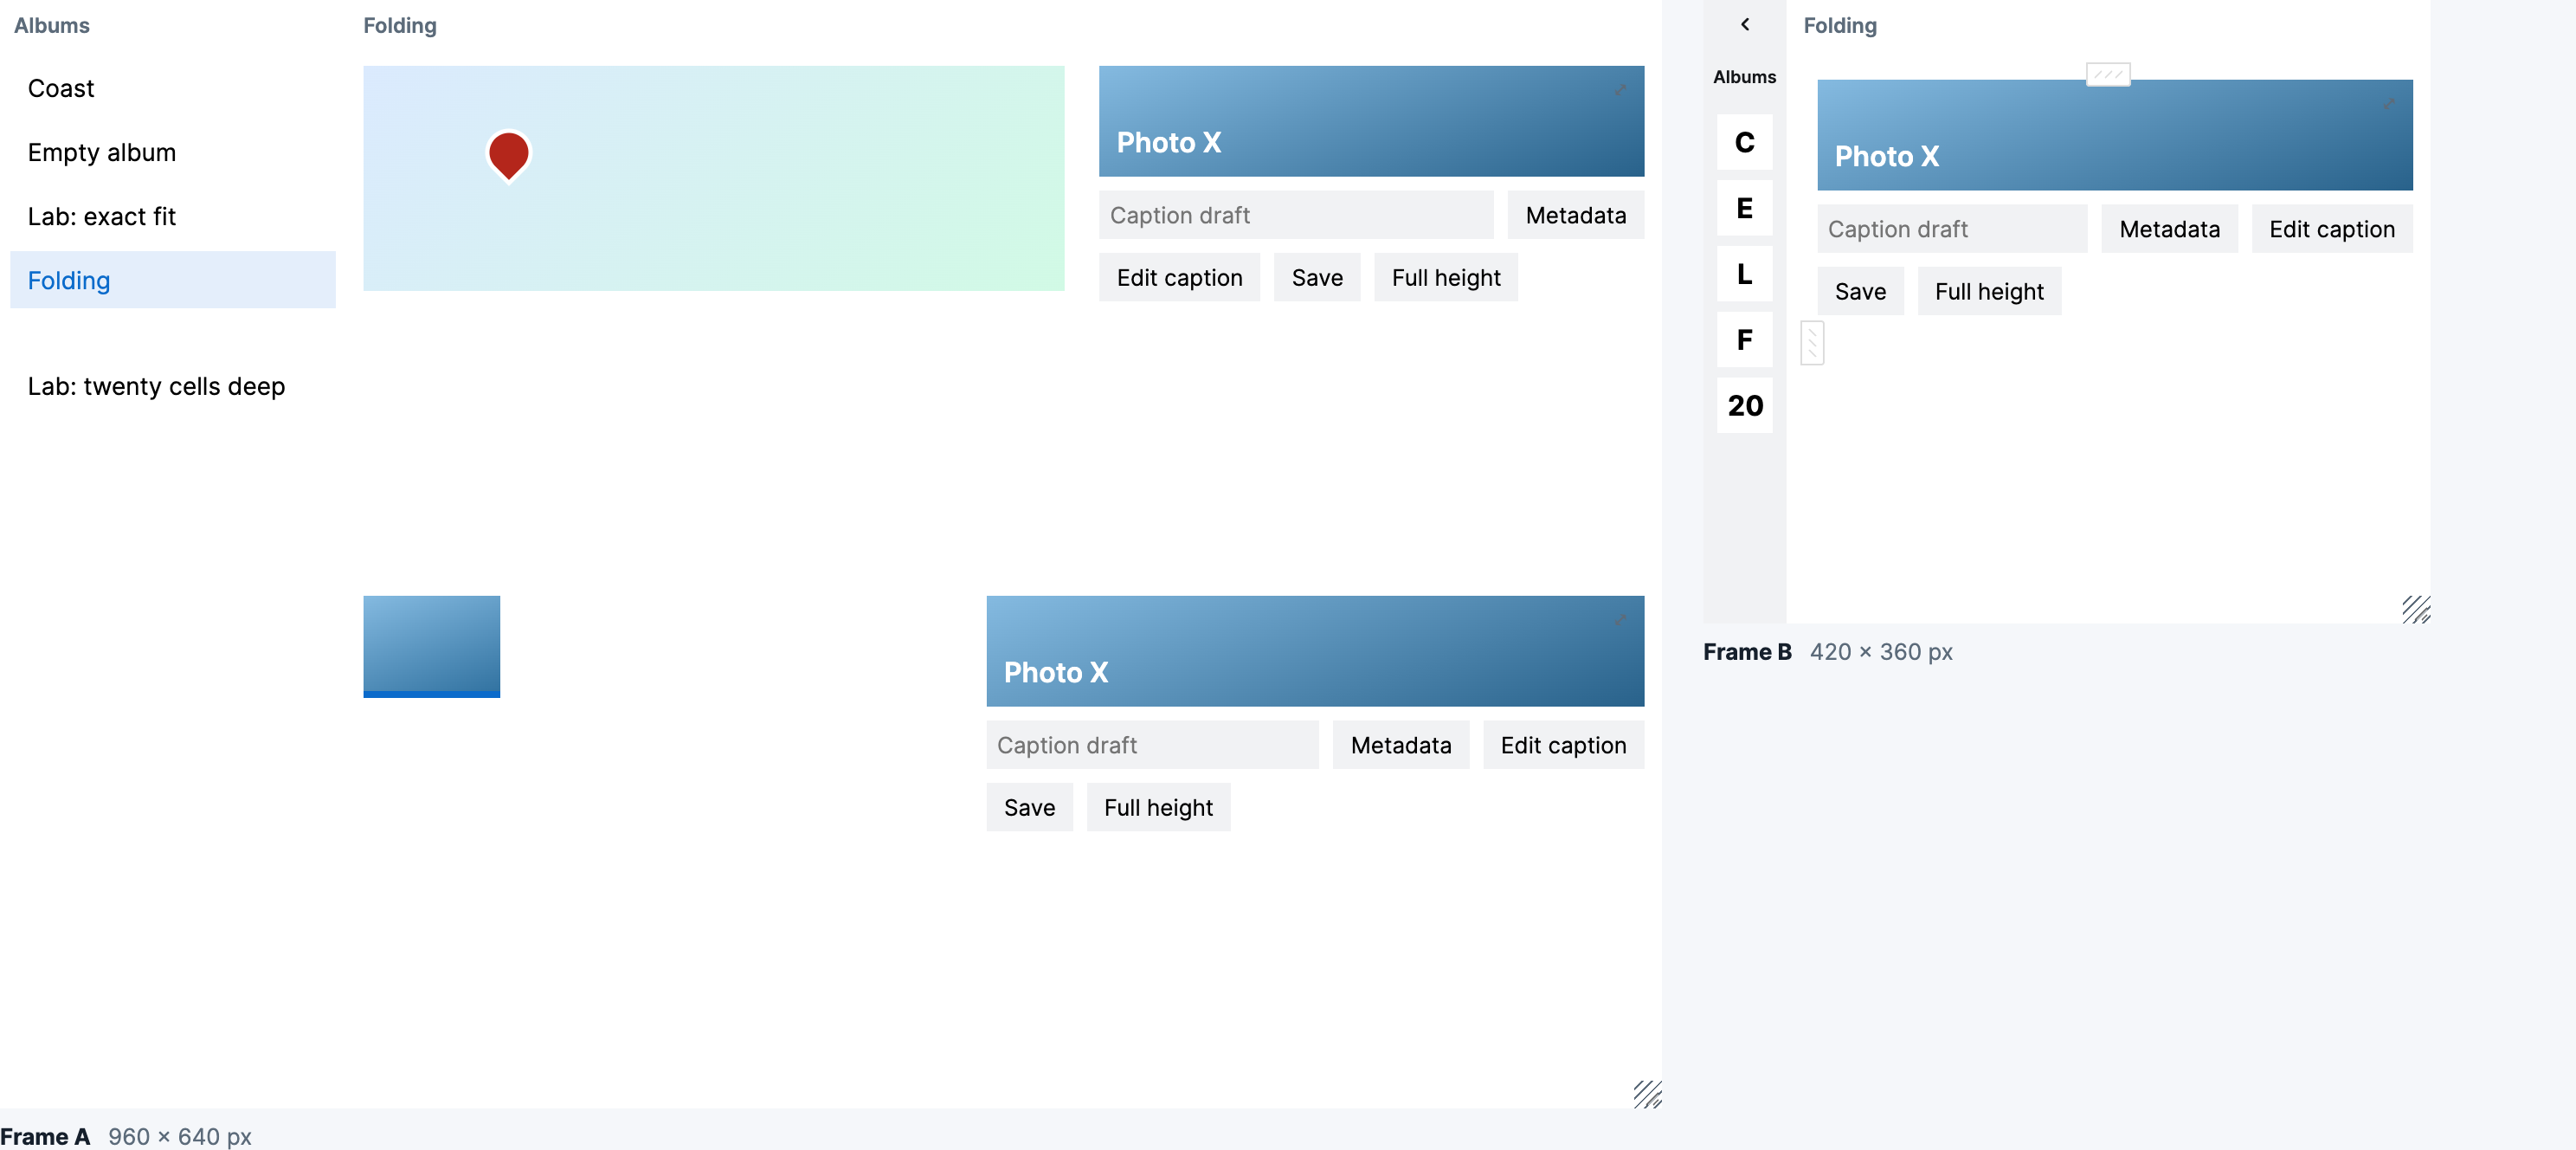 Albums
Coast
Empty album
Lab: exact fit
Folding
Lab: twenty cells deep
Folding
Photo X
Caption draft
Metadata
Edit caption
Save
Full height
Photo X
Caption draft
Metadata
Edit caption
Save
Full height
Frame A 960 × 640 px
Albums
C
E
L
F
20
Folding
Photo X
Caption draft
Metadata
Edit caption
Save
Full height
Frame B 420 × 360 px